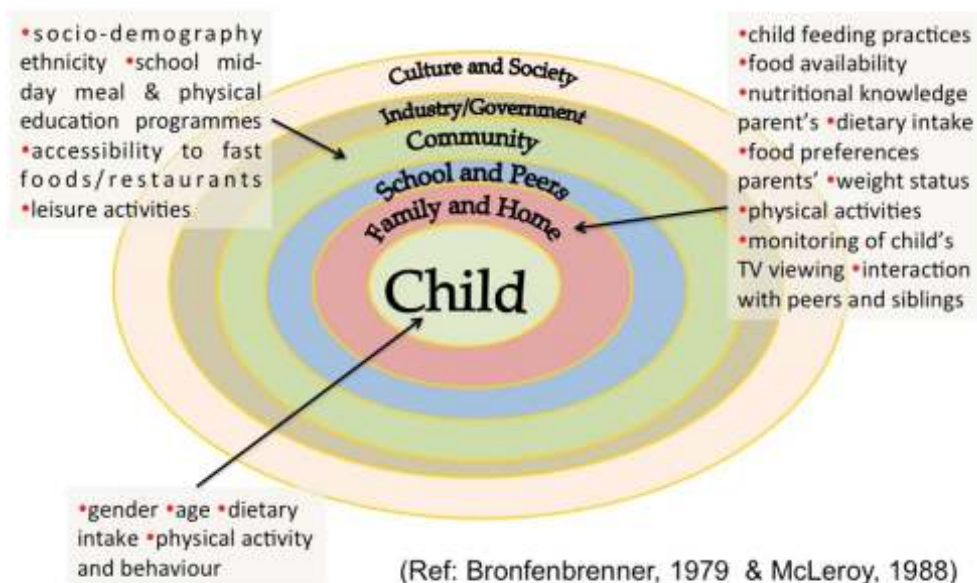 •socio-demography
ethnicity •school mid-
day meal & physical
education programmes
•accessibility to fast
foods/restaurants
•leisure activities
Culture and Society
Industry/Government
Community
School and Peers
Family and Home
Child
•child feeding practices
•food availability
•nutritional knowledge
parent's •dietary intake
•food preferences
parents' •weight status
•physical activities
•monitoring of child's
TV viewing •interaction
with peers and siblings
•gender •age •dietary
intake •physical activity
and behaviour
(Ref: Bronfenbrenner, 1979 & McLeroy, 1988)